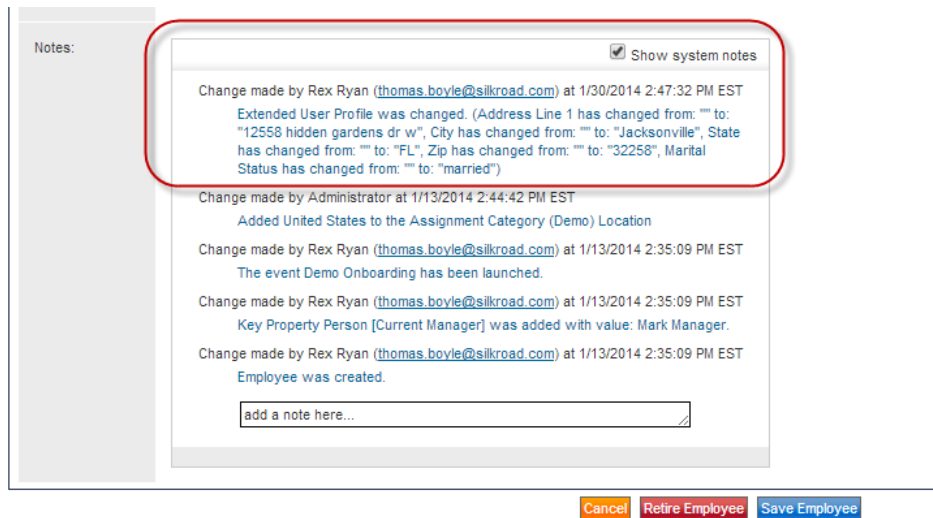 Notes:
Show system notes
Change made by Rex Ryan (thomas.boyle@silkroad.com) at 1/30/2014 2:47:32 PM EST
Extended User Profile was changed. (Address Line 1 has changed from: "" to:
"12558 hidden gardens dr w", City has changed from: "" to: "Jacksonville", State
has changed from: "" to: "FL", Zip has changed from: "" to: "32258", Marital
Status has changed from: "" to: "married")
Change made by Administrator at 1/13/2014 2:44:42 PM EST
Added United States to the Assignment Category (Demo) Location
Change made by Rex Ryan (thomas.boyle@silkroad.com) at 1/13/2014 2:35:09 PM EST
The event Demo Onboarding has been launched.
Change made by Rex Ryan (thomas.boyle@silkroad.com) at 1/13/2014 2:35:09 PM EST
Key Property Person [Current Manager] was added with value: Mark Manager.
Change made by Rex Ryan (thomas.boyle@silkroad.com) at 1/13/2014 2:35:09 PM EST
Employee was created.
add a note here...
Cancel Retire Employee Save Employee